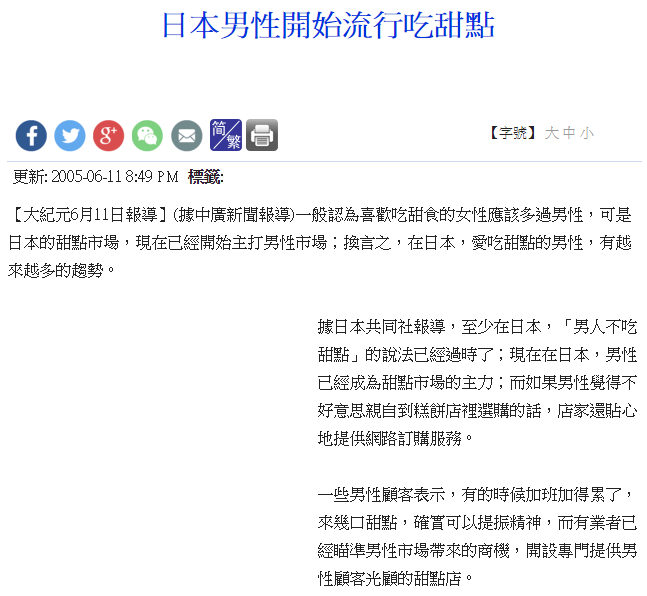 日本男性開始流行吃甜點
简 繁
【字號】 大 中 小
更新: 2005-06-11 8:49 PM 標籤:
【大紀元6月11日報導】(據中廣新聞報導)一般認為喜歡吃甜食的女性應該多過男性，可是
日本的甜點市場，現在已經開始主打男性市場；換言之，在日本，愛吃甜點的男性，有越
來越多的趨勢。
據日本共同社報導，至少在日本，「男人不吃
甜點」的說法已經過時了；現在在日本，男性
已經成為甜點市場的主力；而如果男性覺得不
好意思親自到糕餅店裡選購的話，店家還貼心
地提供網路訂購服務。
一些男性顧客表示，有的時候加班加得累了，
來幾口甜點，確實可以提振精神，而有業者已
經瞄準男性市場帶來的商機，開設專門提供男
性顧客光顧的甜點店。